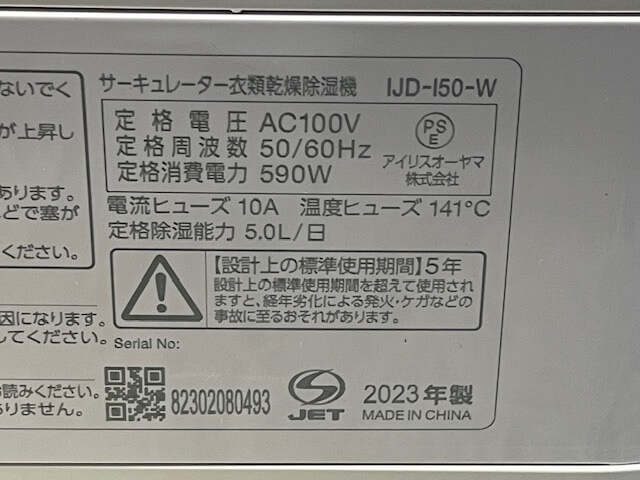 ないでく
が上昇し
あります。
どで塞が
ください。
因になります。
してください。
お読みください。
ありません。
サーキュレーター衣類乾燥除湿機 IJD-I50-W
定格電圧 AC100V
定格周波数 50/60Hz
定格消費電力 590W
PS
E
アイリスオーヤマ
株式会社
電流ヒューズ 10A 温度ヒューズ 141°C
定格除湿能力 5.0L/日
【設計上の標準使用期間】5年
設計上の標準使用期間を超えて使用され
ますと、経年劣化による発火・ケガなどの
事故に至るおそれがあります。
Serial No:
82302080493
JET
2023年製
MADE IN CHINA